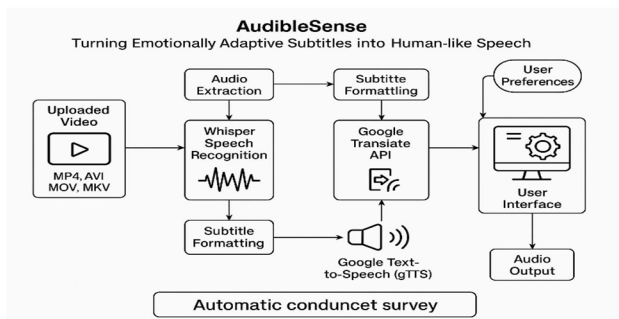 AudibleSense
Turning Emotionally Adaptive Subtitles into Human-like Speech
Uploaded
Video
MP4, AVI
MOV, MKV
Audio
Extraction
Subtitte
Formattling
User
Preferences
Whisper
Speech
Recognition
Google
Transiate
API
User
Interface
Subtitle
Formatting
Google Text-
to-Speech (gTTS)
Audio
Output
Automatic conduncet survey